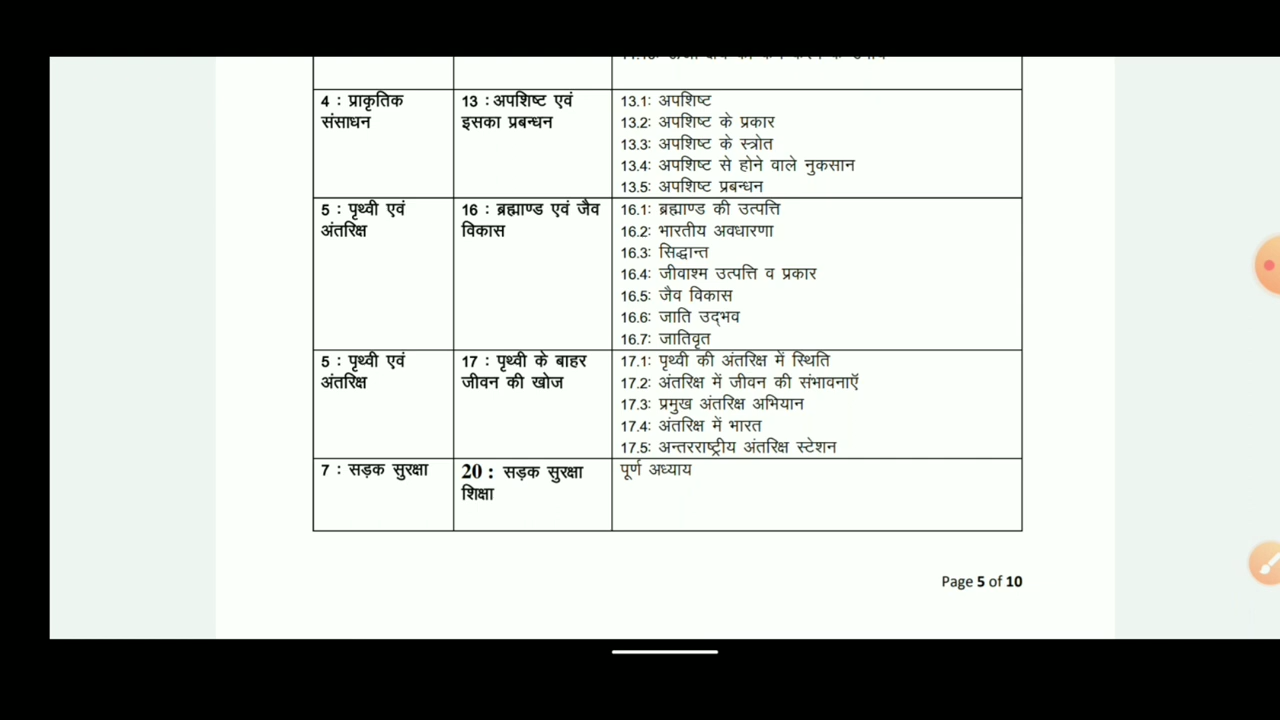 4 : प्राकृतिक संसाधन
13 : अपशिष्ट एवं इसका प्रबन्धन
13.1: अपशिष्ट
13.2: अपशिष्ट के प्रकार
13.3: अपशिष्ट के स्त्रोत
13.4: अपशिष्ट से होने वाले नुकसान
13.5: अपशिष्ट प्रबन्धन
5 : पृथ्वी एवं अंतरिक्ष
16 : ब्रह्माण्ड एवं जैव विकास
16.1: ब्रह्माण्ड की उत्पत्ति
16.2: भारतीय अवधारणा
16.3: सिद्धान्त
16.4: जीवाश्म उत्पत्ति व प्रकार
16.5: जैव विकास
16.6: जाति उद्भव
16.7: जातिवृत
5 : पृथ्वी एवं अंतरिक्ष
17 : पृथ्वी के बाहर जीवन की खोज
17.1: पृथ्वी की अंतरिक्ष में स्थिति
17.2: अंतरिक्ष में जीवन की संभावनाऍ
17.3: प्रमुख अंतरिक्ष अभियान
17.4: अंतरिक्ष में भारत
17.5: अन्तरराष्ट्रीय अंतरिक्ष स्टेशन
7 : सड़क सुरक्षा
20 : सड़क सुरक्षा शिक्षा
पूर्ण अध्याय
Page 5 of 10